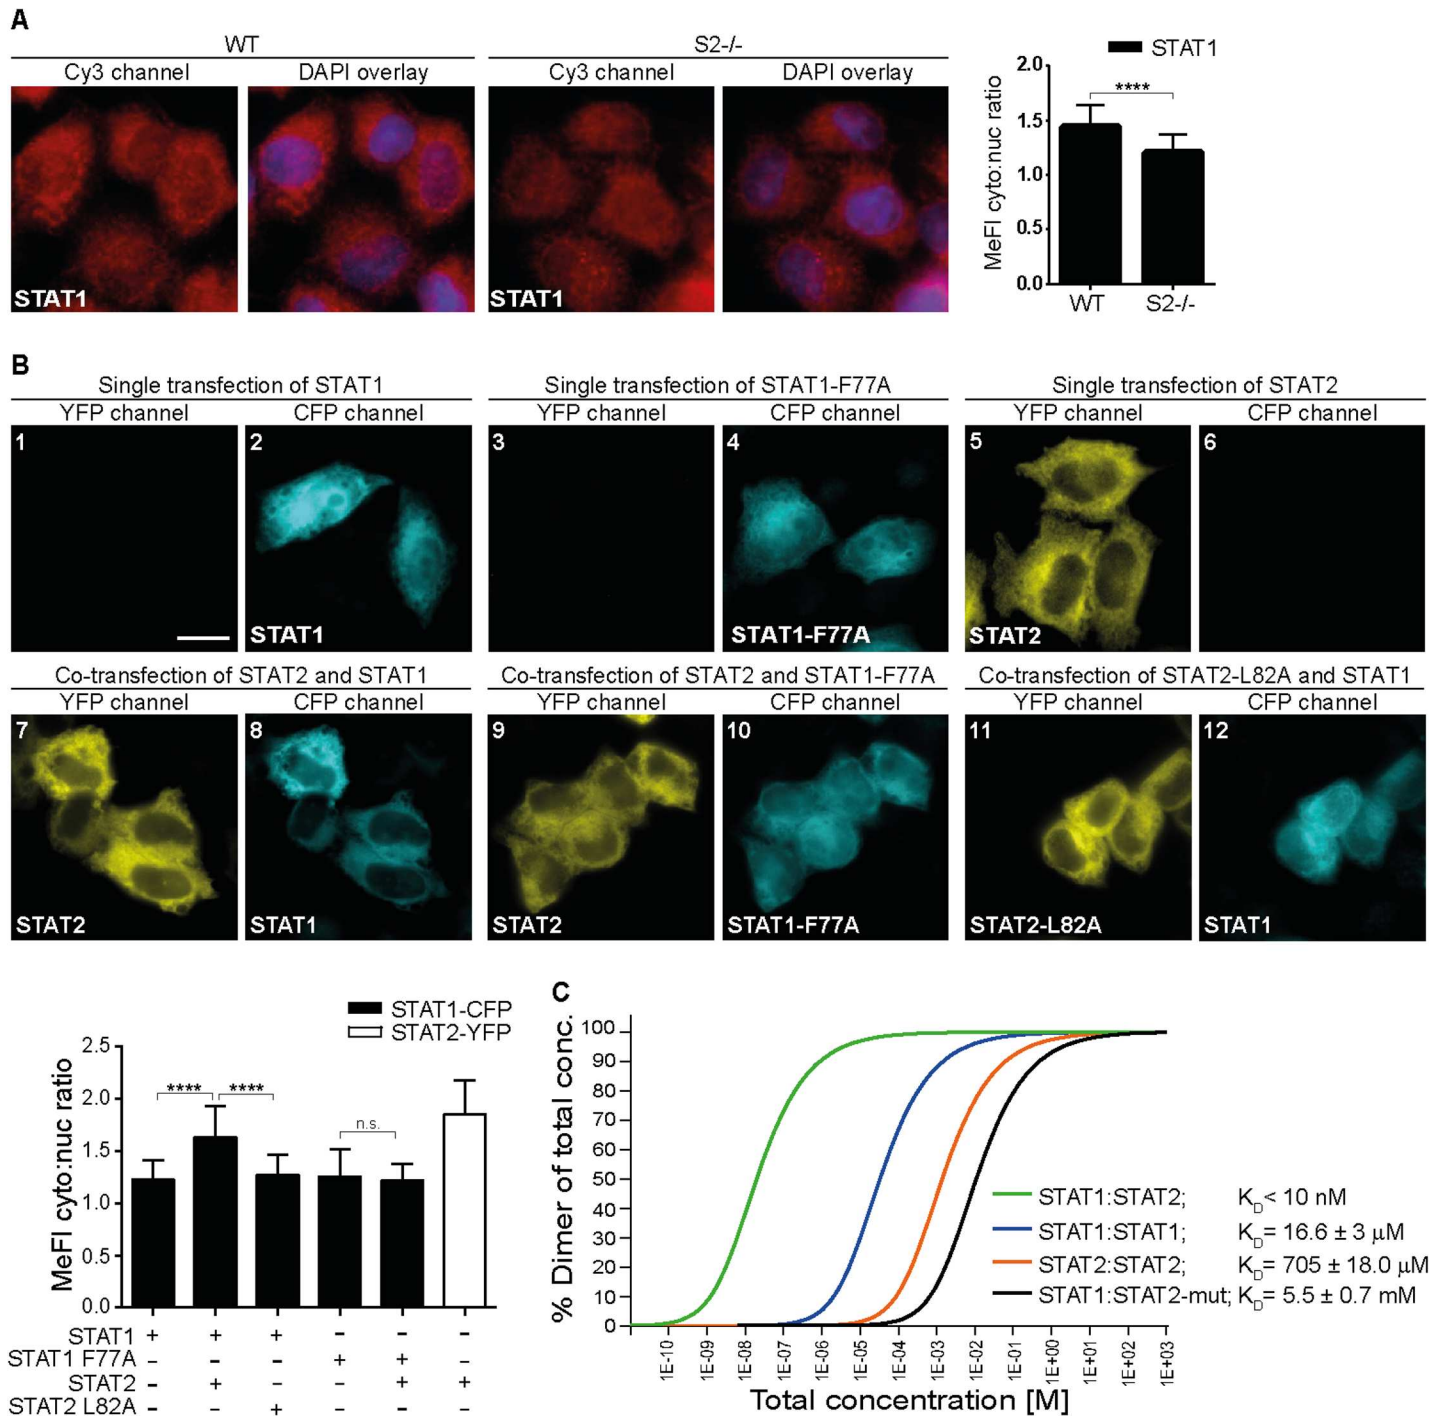 A
WT
S2-/-
Cy3 channel
DAPI overlay
Cy3 channel
DAPI overlay
STAT1
STAT1
STAT1
MeFI cyto:nuc ratio
2.0
1.5
1.0
0.5
0.0
****
WT
S2-/-
B
Single transfection of STAT1
Single transfection of STAT1-F77A
Single transfection of STAT2
YFP channel
CFP channel
YFP channel
CFP channel
YFP channel
CFP channel
1
2
3
4
5
6
STAT1
STAT1-F77A
STAT2
Co-transfection of STAT2 and STAT1
Co-transfection of STAT2 and STAT1-F77A
Co-transfection of STAT2-L82A and STAT1
YFP channel
CFP channel
YFP channel
CFP channel
YFP channel
CFP channel
7
8
9
10
11
12
STAT2
STAT1
STAT2
STAT1-F77A
STAT2-L82A
STAT1
STAT1-CFP
STAT2-YFP
MeFI cyto:nuc ratio
2.5
2.0
1.5
1.0
0.5
0.0
****
****
n.s.
STAT1 + + + - - -
STAT1 F77A - - - + + -
STAT2 - + - - + +
STAT2 L82A - - + - - -
C
% Dimer of total conc.
100
90
80
70
60
50
40
30
20
10
0
STAT1:STAT2; KD< 10 nM
STAT1:STAT1; KD= 16.6 ± 3 µM
STAT2:STAT2; KD= 705 ± 18.0 µM
STAT1:STAT2-mut; KD= 5.5 ± 0.7 mM
1E-10
1E-09
1E-08
1E-07
1E-06
1E-05
1E-04
1E-03
1E-02
1E-01
1E+00
1E+01
1E+02
1E+03
Total concentration [M]